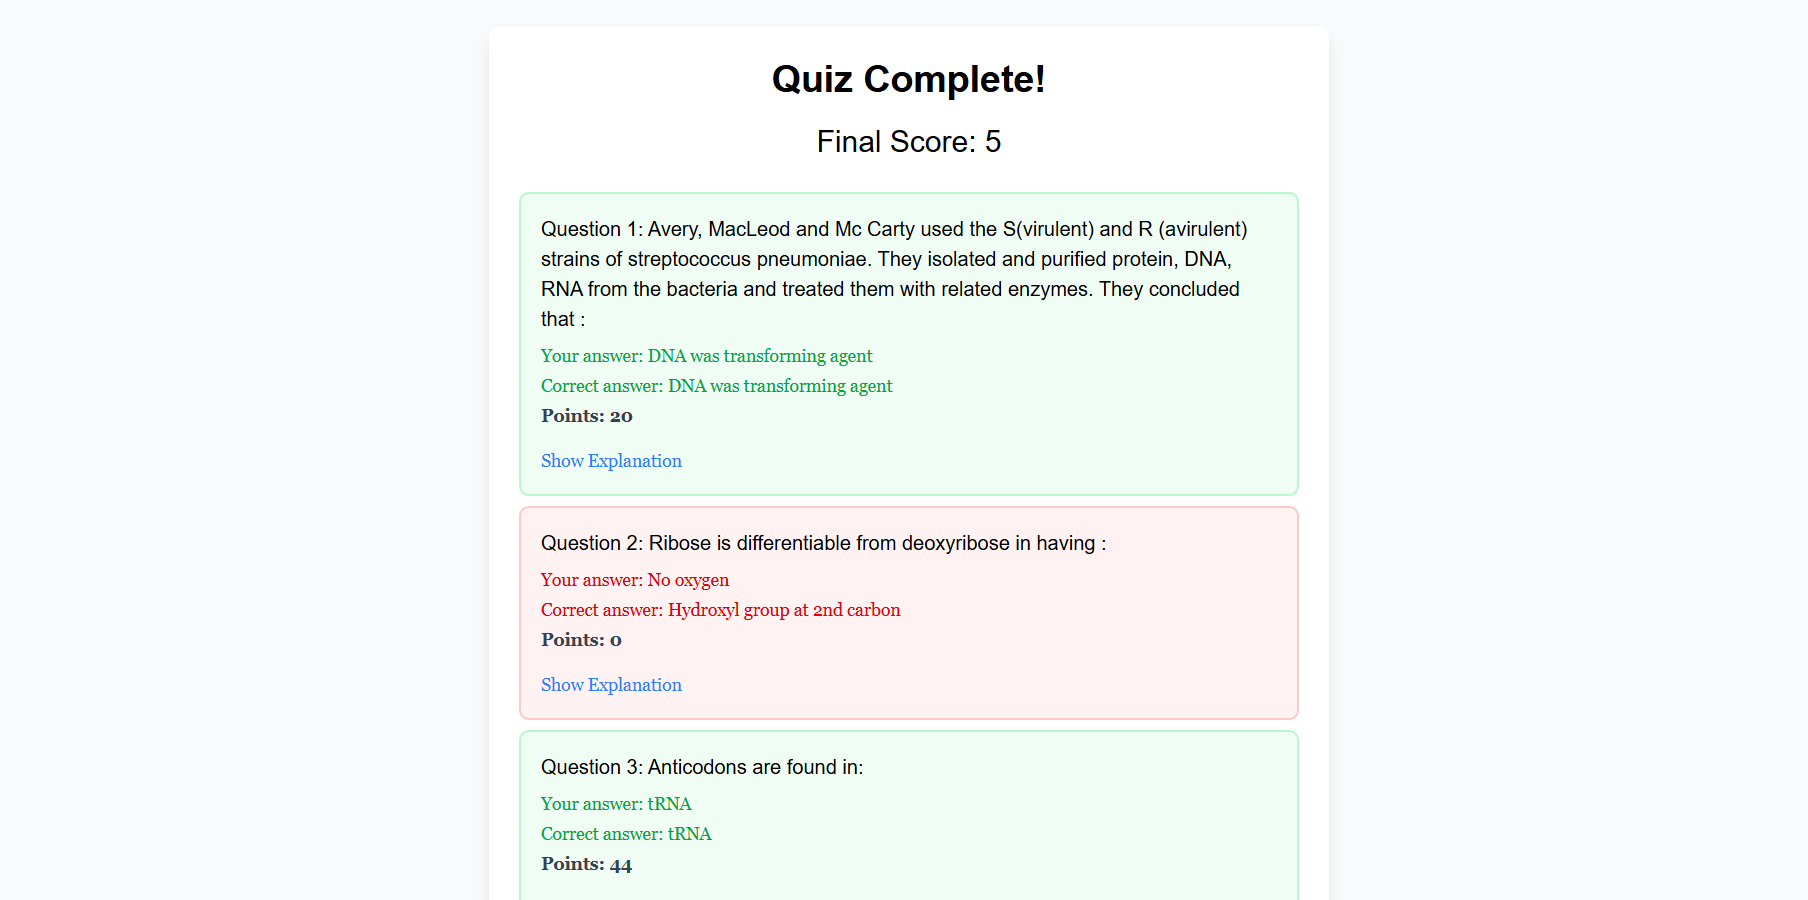 Quiz Complete!
Final Score: 5
Question 1: Avery, MacLeod and Mc Carty used the S(virulent) and R (avirulent)
strains of streptococcus pneumoniae. They isolated and purified protein, DNA,
RNA from the bacteria and treated them with related enzymes. They concluded
that :
Your answer: DNA was transforming agent
Correct answer: DNA was transforming agent
Points: 20
Show Explanation
Question 2: Ribose is differentiable from deoxyribose in having :
Your answer: No oxygen
Correct answer: Hydroxyl group at 2nd carbon
Points: 0
Show Explanation
Question 3: Anticodons are found in:
Your answer: tRNA
Correct answer: tRNA
Points: 44